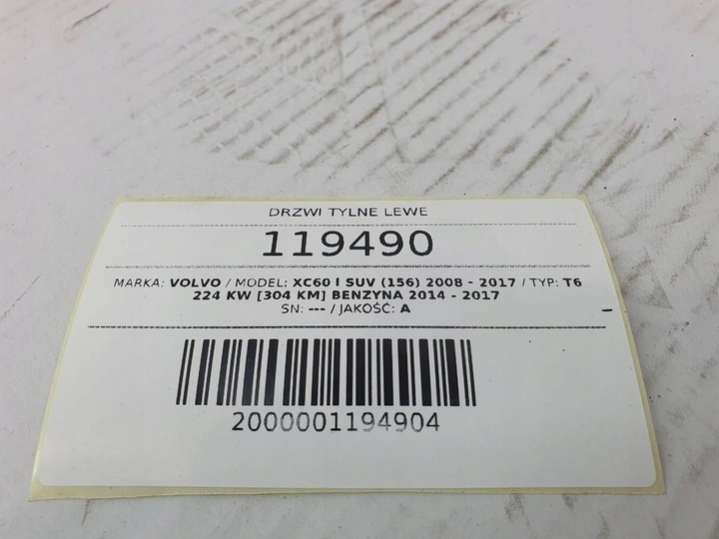 DRZWI TYLNE LEWE
119490
MARKA: VOLVO / MODEL: XC60 I SUV (156) 2008 - 2017 / TYP: T6
224 KW [304 KM] BENZYNA 2014 - 2017
SN: --- / JAKOŚĆ: A
2000001194904